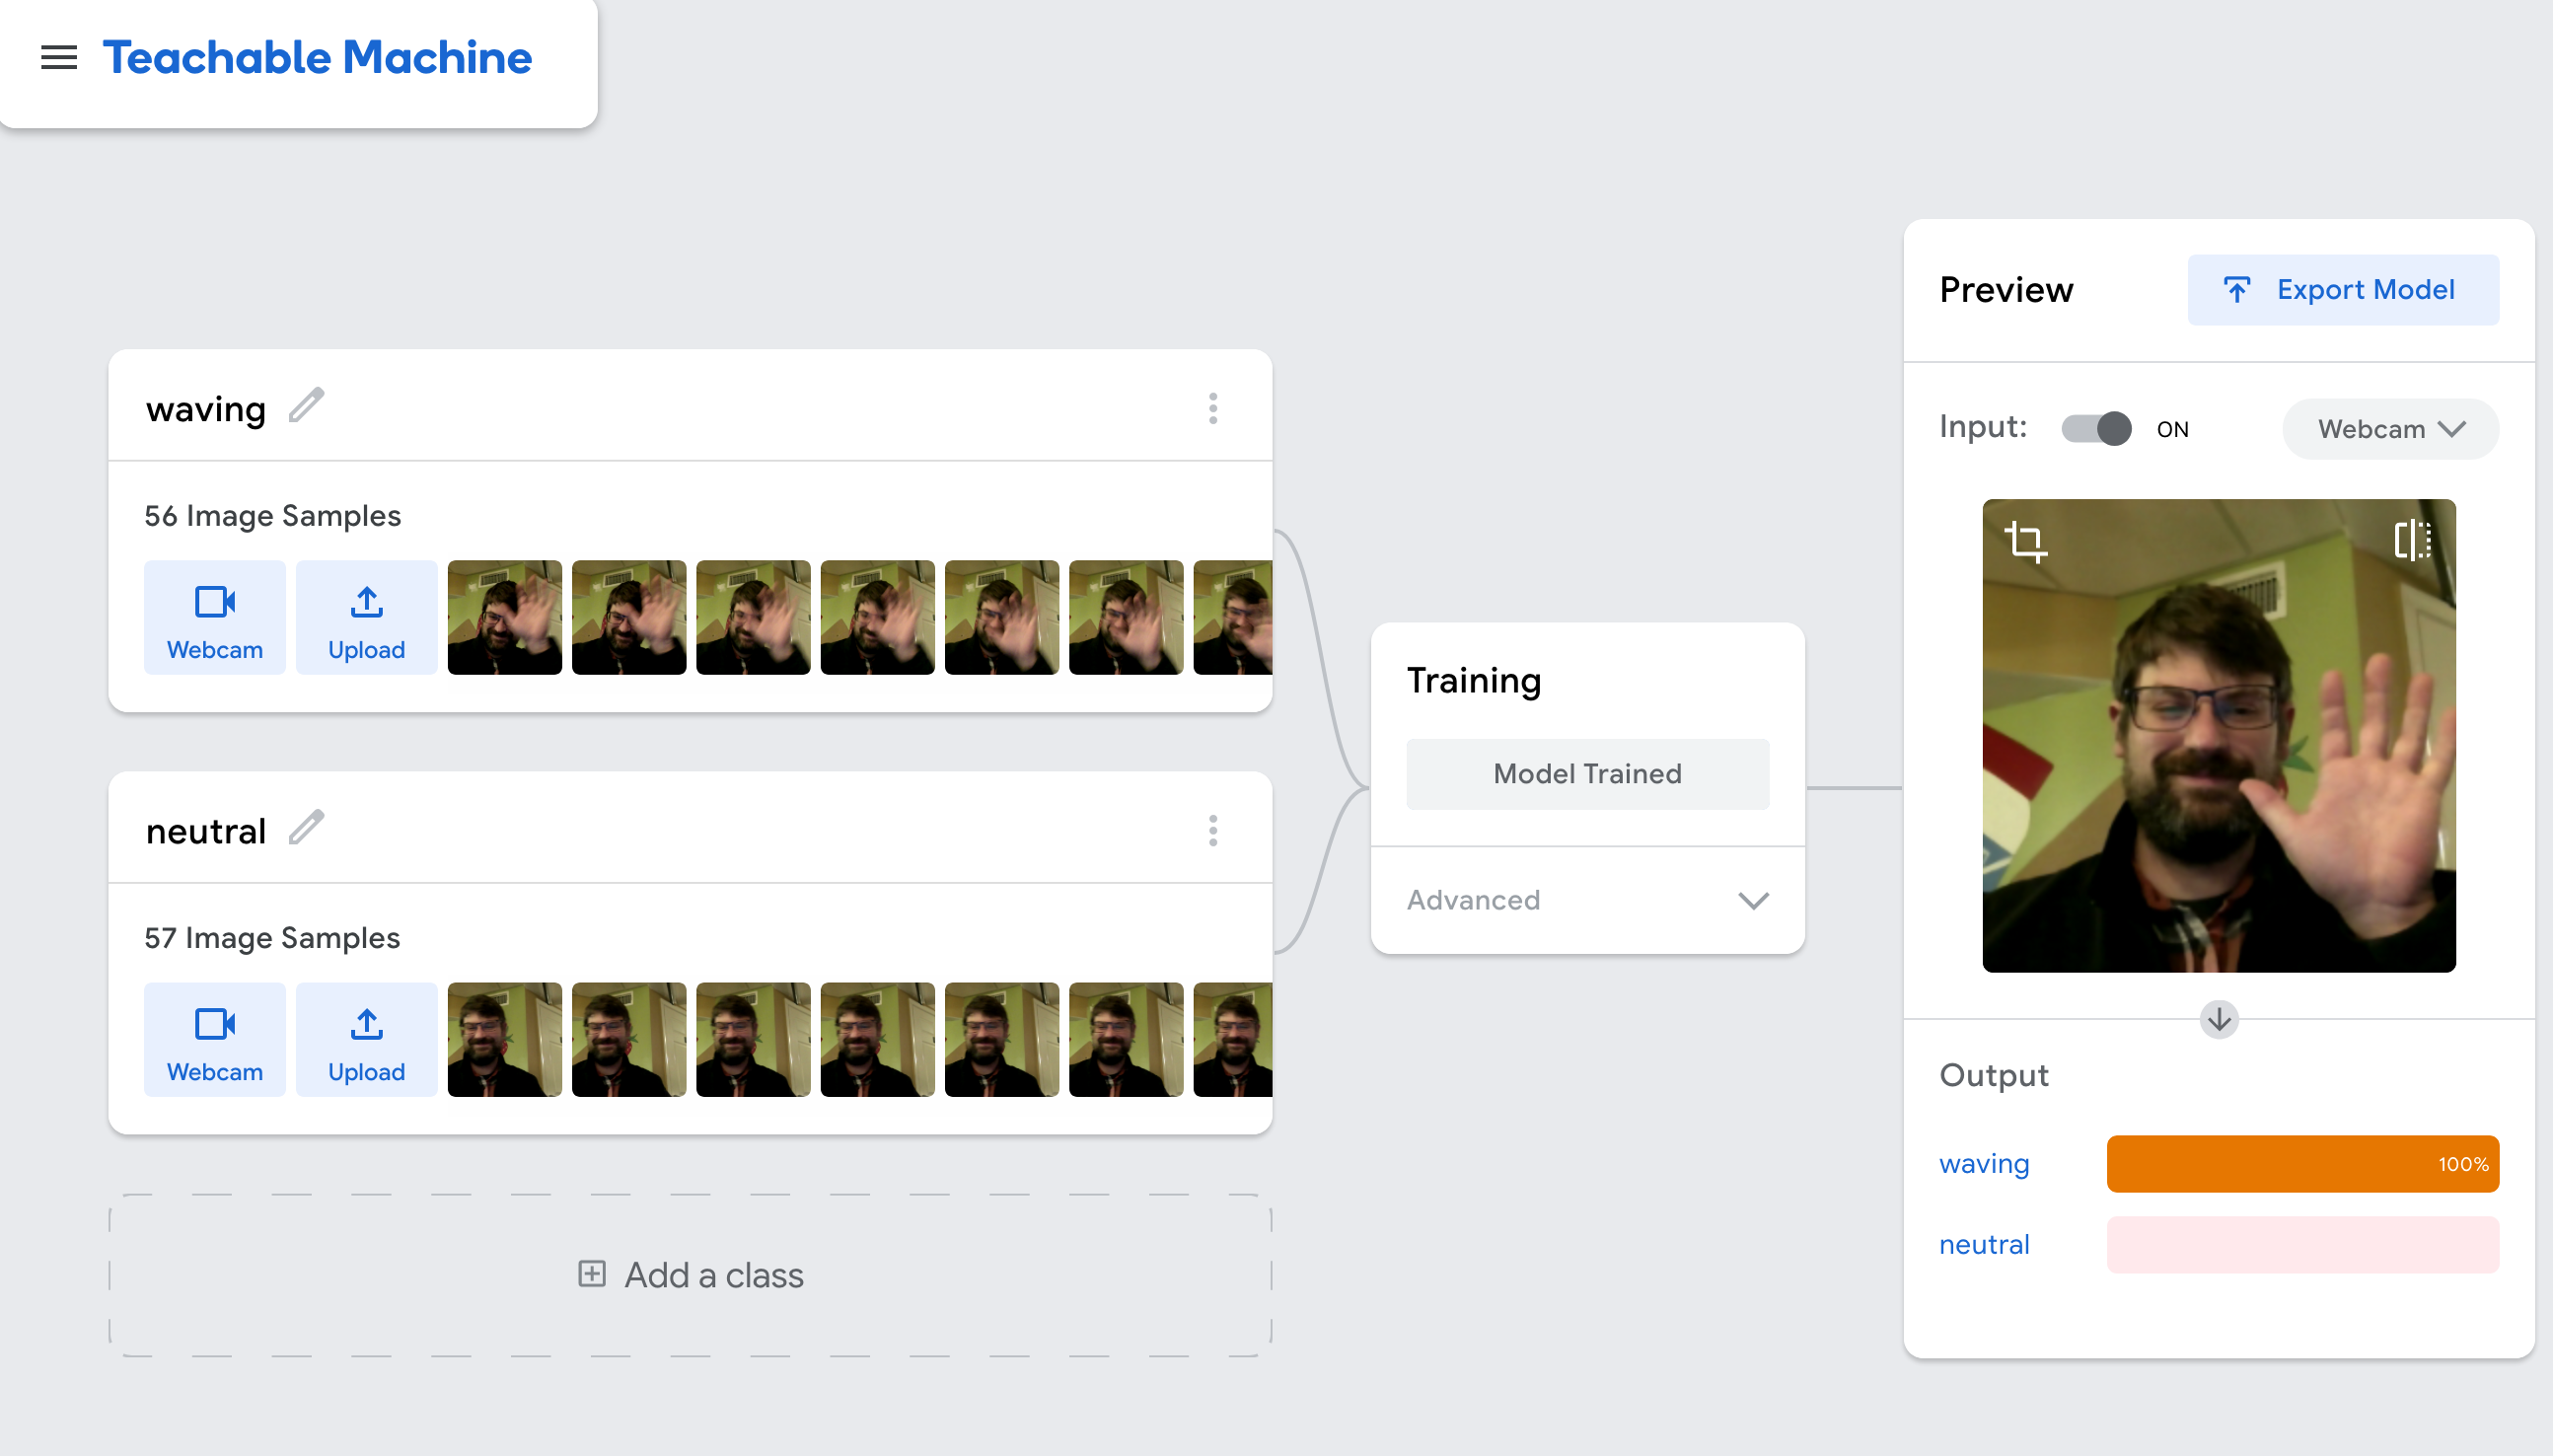 Teachable Machine
waving
56 Image Samples
Webcam
Upload
neutral
57 Image Samples
Webcam
Upload
Add a class
Training
Model Trained
Advanced
Preview
Export Model
Input:
ON
Webcam
Output
waving
100%
neutral